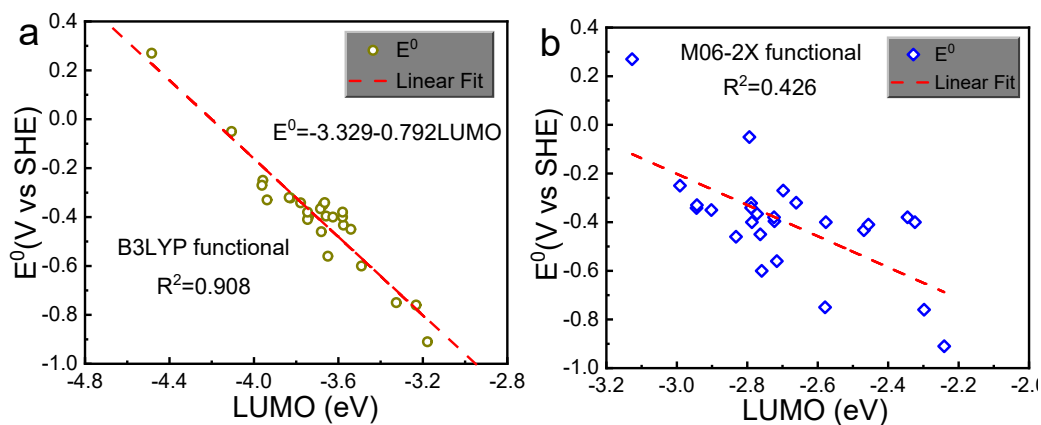 a
E⁰
Linear Fit
E⁰=-3.329-0.792LUMO
B3LYP functional
R²=0.908
E⁰(V vs SHE)
0.4
0.2
0.0
-0.2
-0.4
-0.6
-0.8
-1.0
-4.8
-4.4
-4.0
-3.6
-3.2
-2.8
LUMO (eV)
b
M06-2X functional
R²=0.426
E⁰
Linear Fit
E⁰(V vs SHE)
0.4
0.2
0.0
-0.2
-0.4
-0.6
-0.8
-1.0
-3.2
-3.0
-2.8
-2.6
-2.4
-2.2
-2.0
LUMO (eV)